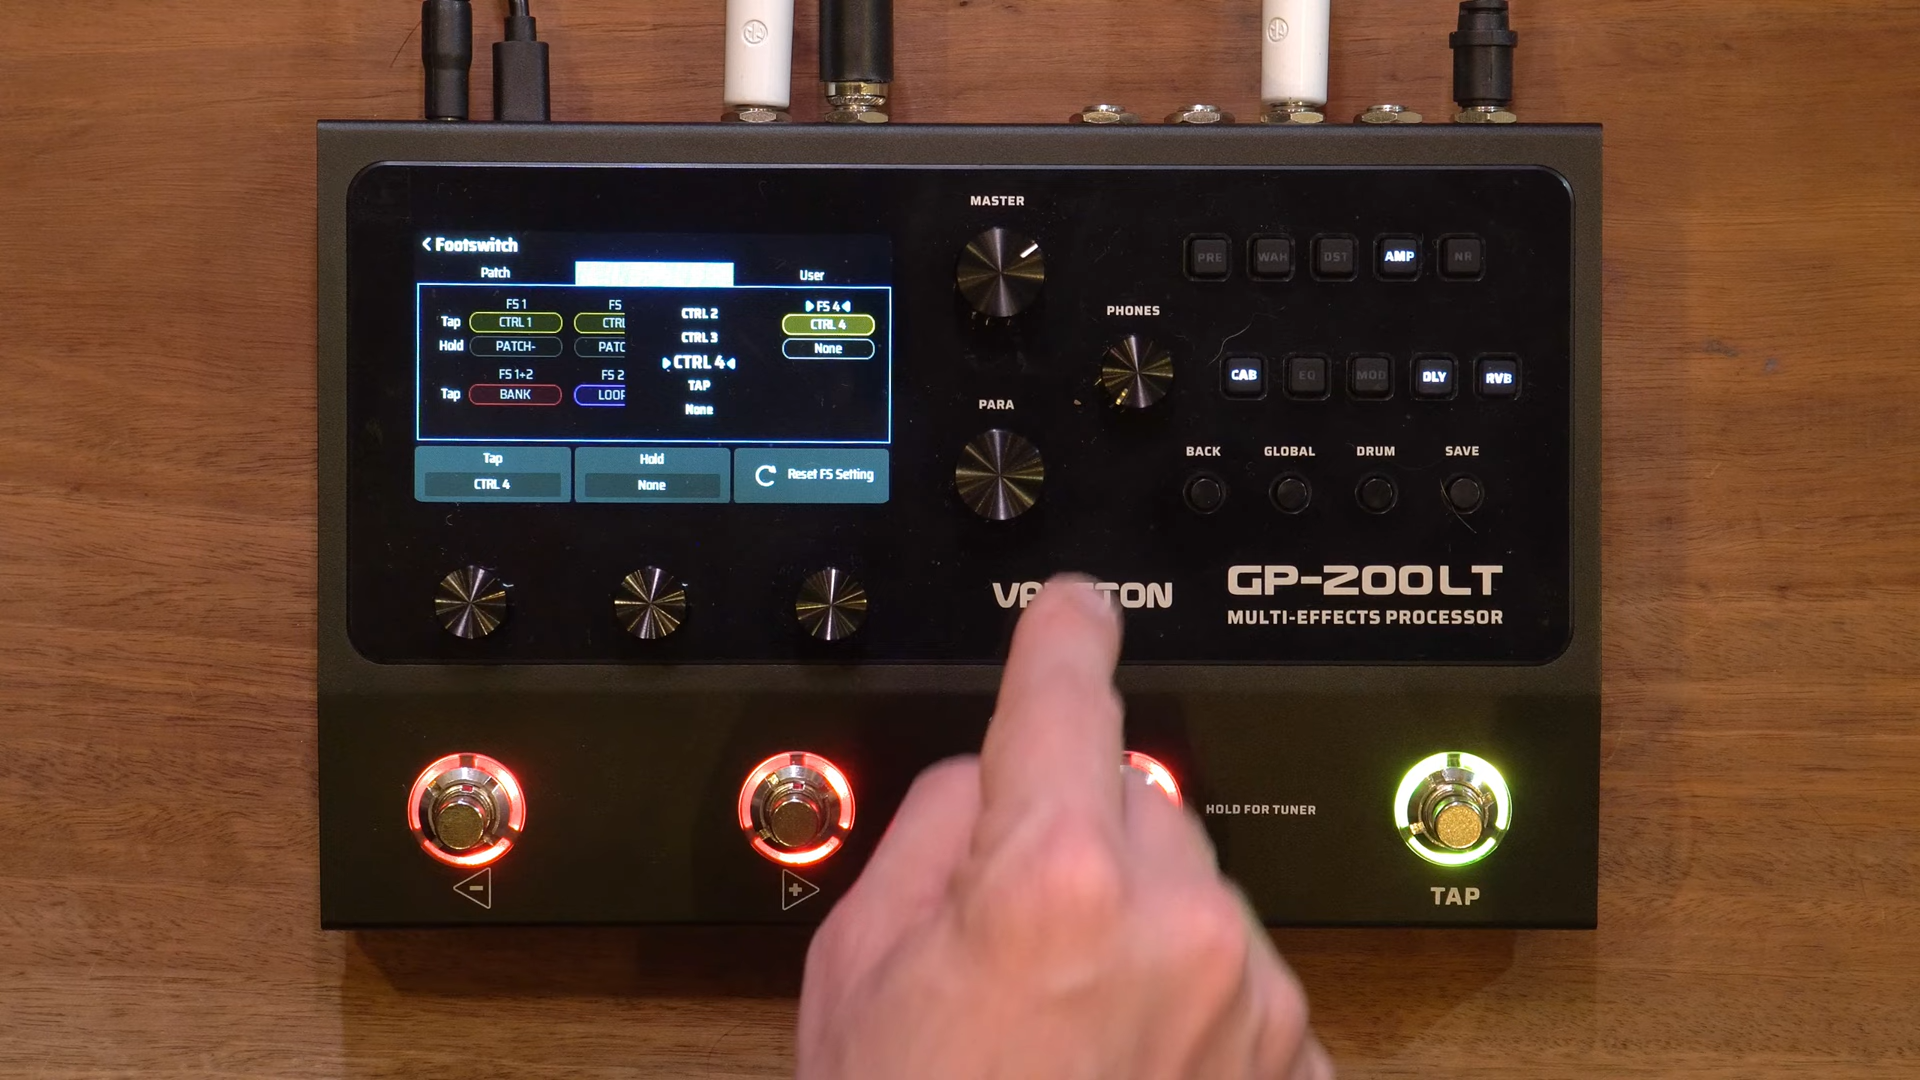 MASTER
PRE WAH DST AMP NR
< Footswitch
Patch User
FS 1 FS FS 4
CTRL 2
Tap CTRL 1 CTRL CTRL 4
CTRL 3
Hold PATCH- PATC None
CTRL 4
FS 1+2 FS 2
TAP
Tap BANK LOOP
None
PHONES
CAB EQ MOD DLY RVB
PARA
Tap Hold
CTRL 4 None Reset FS Setting
BACK GLOBAL DRUM SAVE
GP-200LT
MULTI-EFFECTS PROCESSOR
HOLD FOR TUNER
- +
TAP